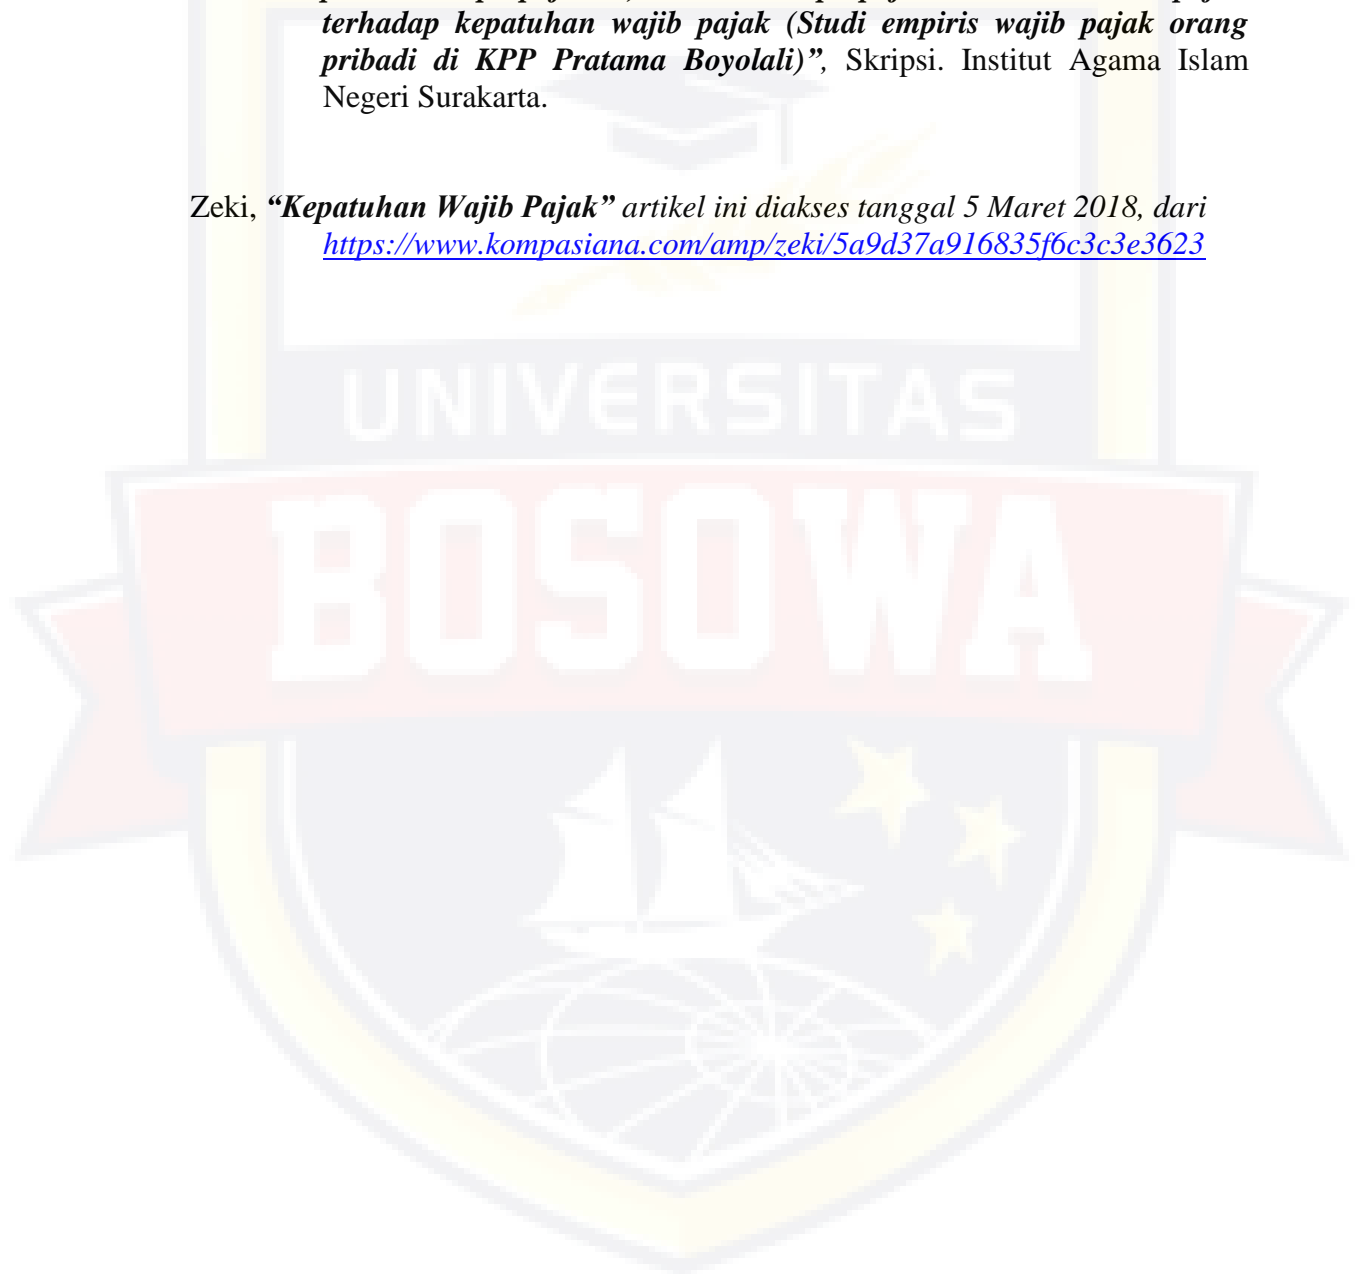 terhadap kepatuhan wajib pajak (Studi empiris wajib pajak orang
pribadi di KPP Pratama Boyolali)”, Skripsi. Institut Agama Islam
Negeri Surakarta.
Zeki, “Kepatuhan Wajib Pajak” artikel ini diakses tanggal 5 Maret 2018, dari
https://www.kompasiana.com/amp/zeki/5a9d37a916835f6c3c3e3623
UNIVERSITAS
BOSOWA